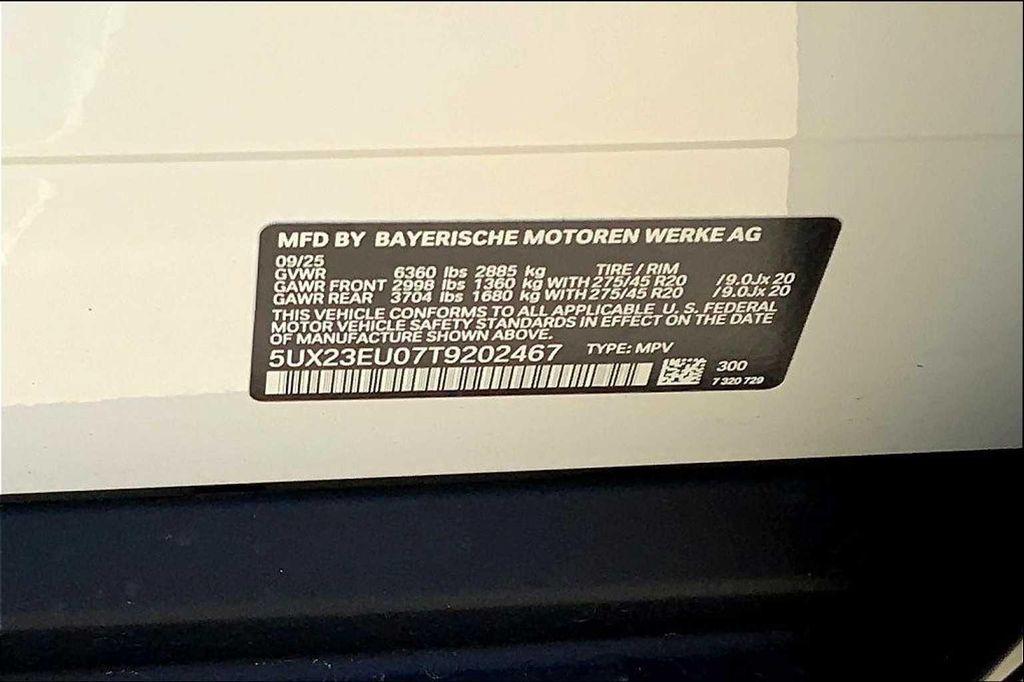 MFD BY BAYERISCHE MOTOREN WERKE AG
09/25
GVWR 6360 lbs 2885 kg TIRE / RIM
GAWR FRONT 2998 lbs 1360 kg WITH 275/45 R20 / 9.0Jx 20
GAWR REAR 3704 lbs 1680 kg WITH 275/45 R20 / 9.0Jx 20
THIS VEHICLE CONFORMS TO ALL APPLICABLE U. S. FEDERAL
MOTOR VEHICLE SAFETY STANDARDS IN EFFECT ON THE DATE
OF MANUFACTURE SHOWN ABOVE.
5UX23EU07T9202467 TYPE: MPV
300
7 320 729